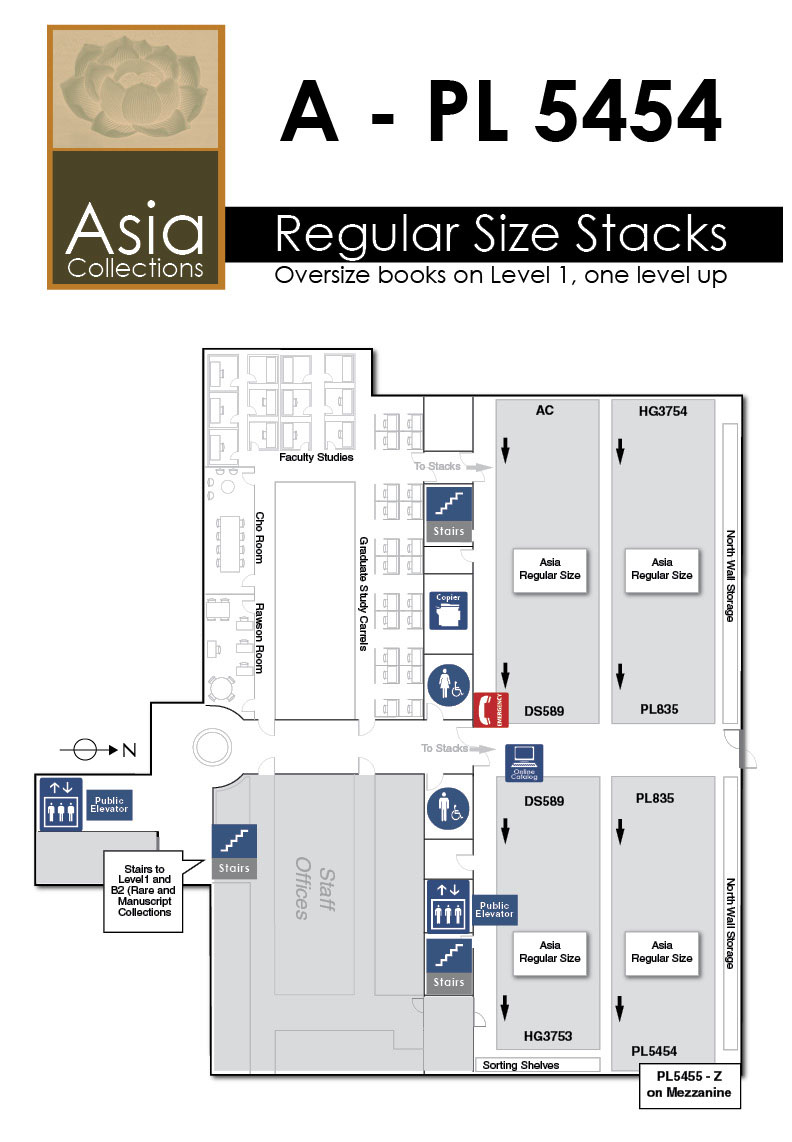 A - PL 5454
Asia
Collections
Regular Size Stacks
Oversize books on Level 1, one level up
AC
HG3754
Faculty Studies
To Stacks
Stairs
Cho Room
Graduate Study Carrels
North Wall Storage
Asia
Regular Size
Asia
Regular Size
Copier
Rawson Room
EMERGENCY
DS589
PL835
N
To Stacks
Online
Catalog
Public
Elevator
DS589
PL835
Stairs
Stairs to
Level1 and
B2 (Rare and
Manuscript
Collections
Staff
Offices
Public
Elevator
North Wall Storage
Asia
Regular Size
Asia
Regular Size
Stairs
HG3753
PL5454
Sorting Shelves
PL5455 - Z
on Mezzanine